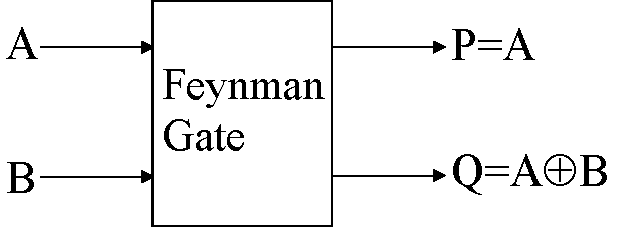 A
P=A
Feynman
Gate
B
Q=A⊕B